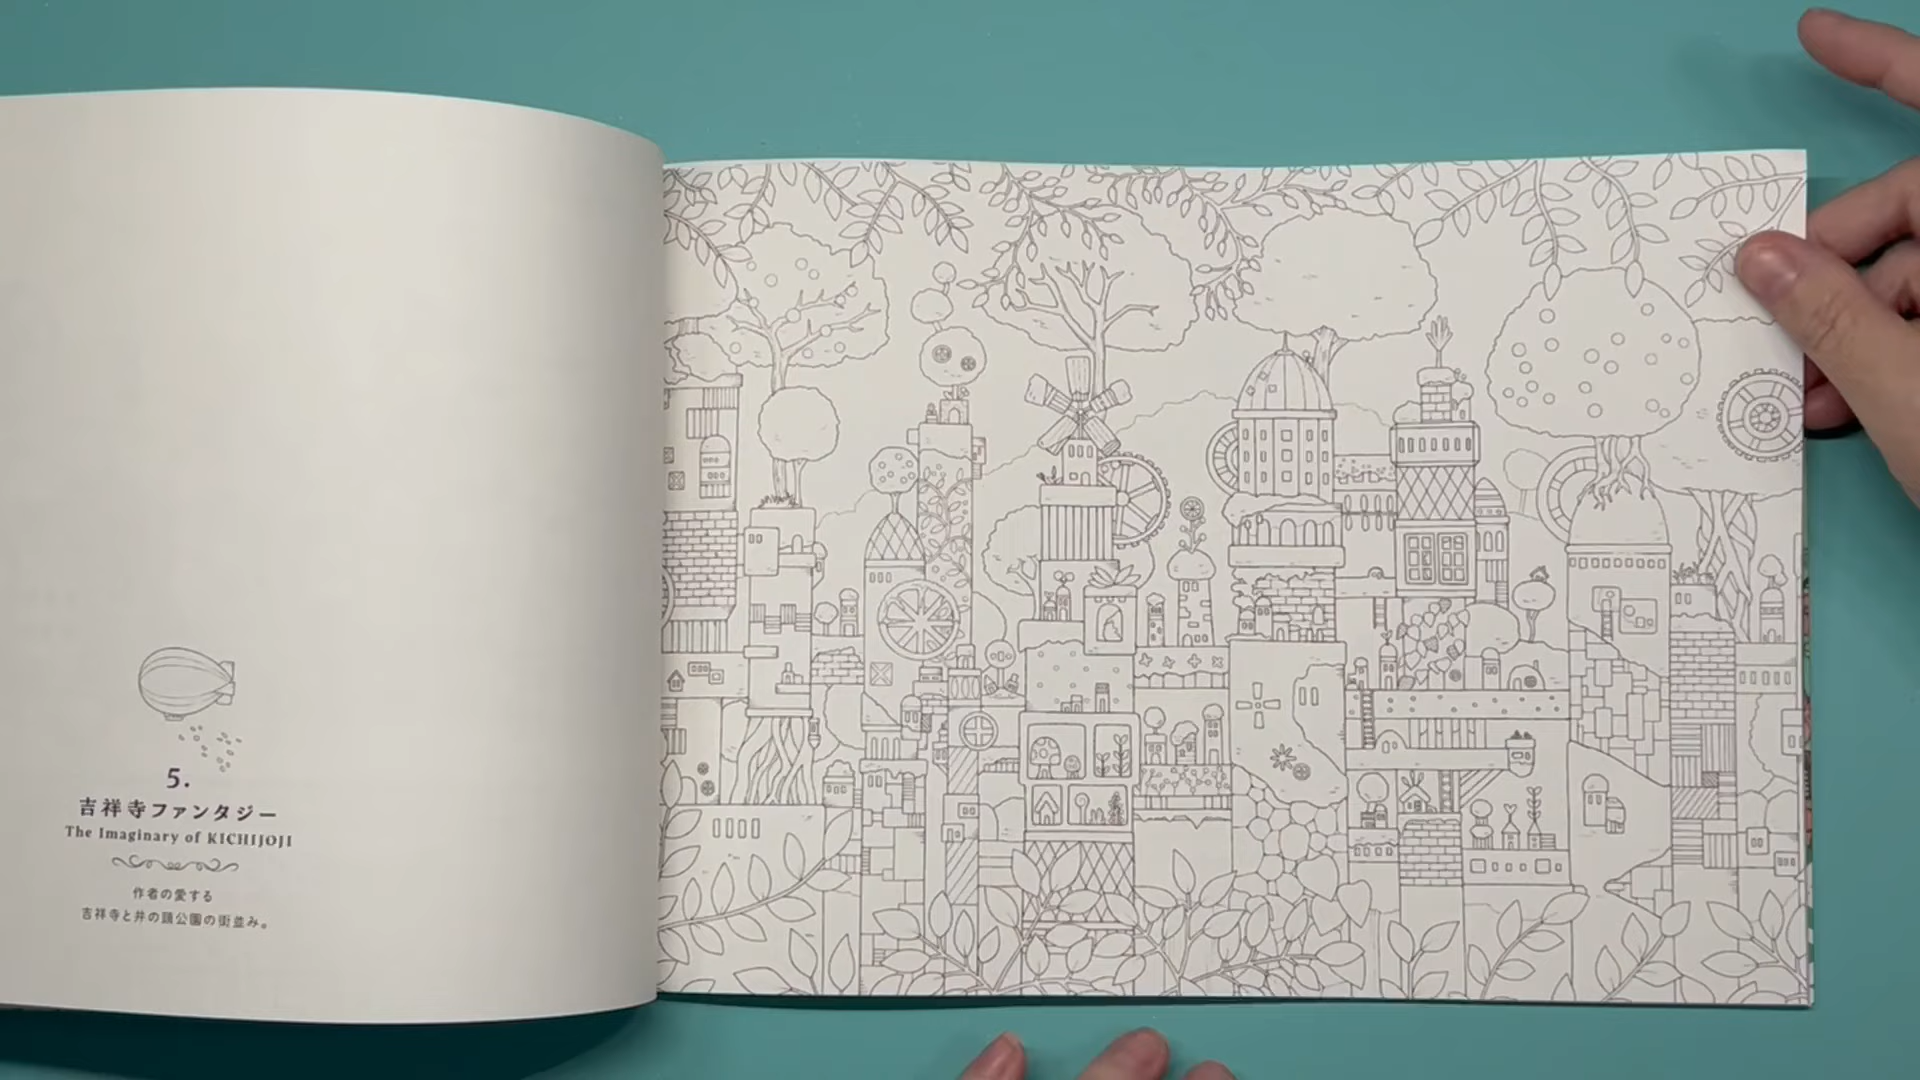 5.
吉祥寺ファンタジー
The Imaginary of KICHIJOJI
作者の愛する
吉祥寺と井の頭公園の街並み。